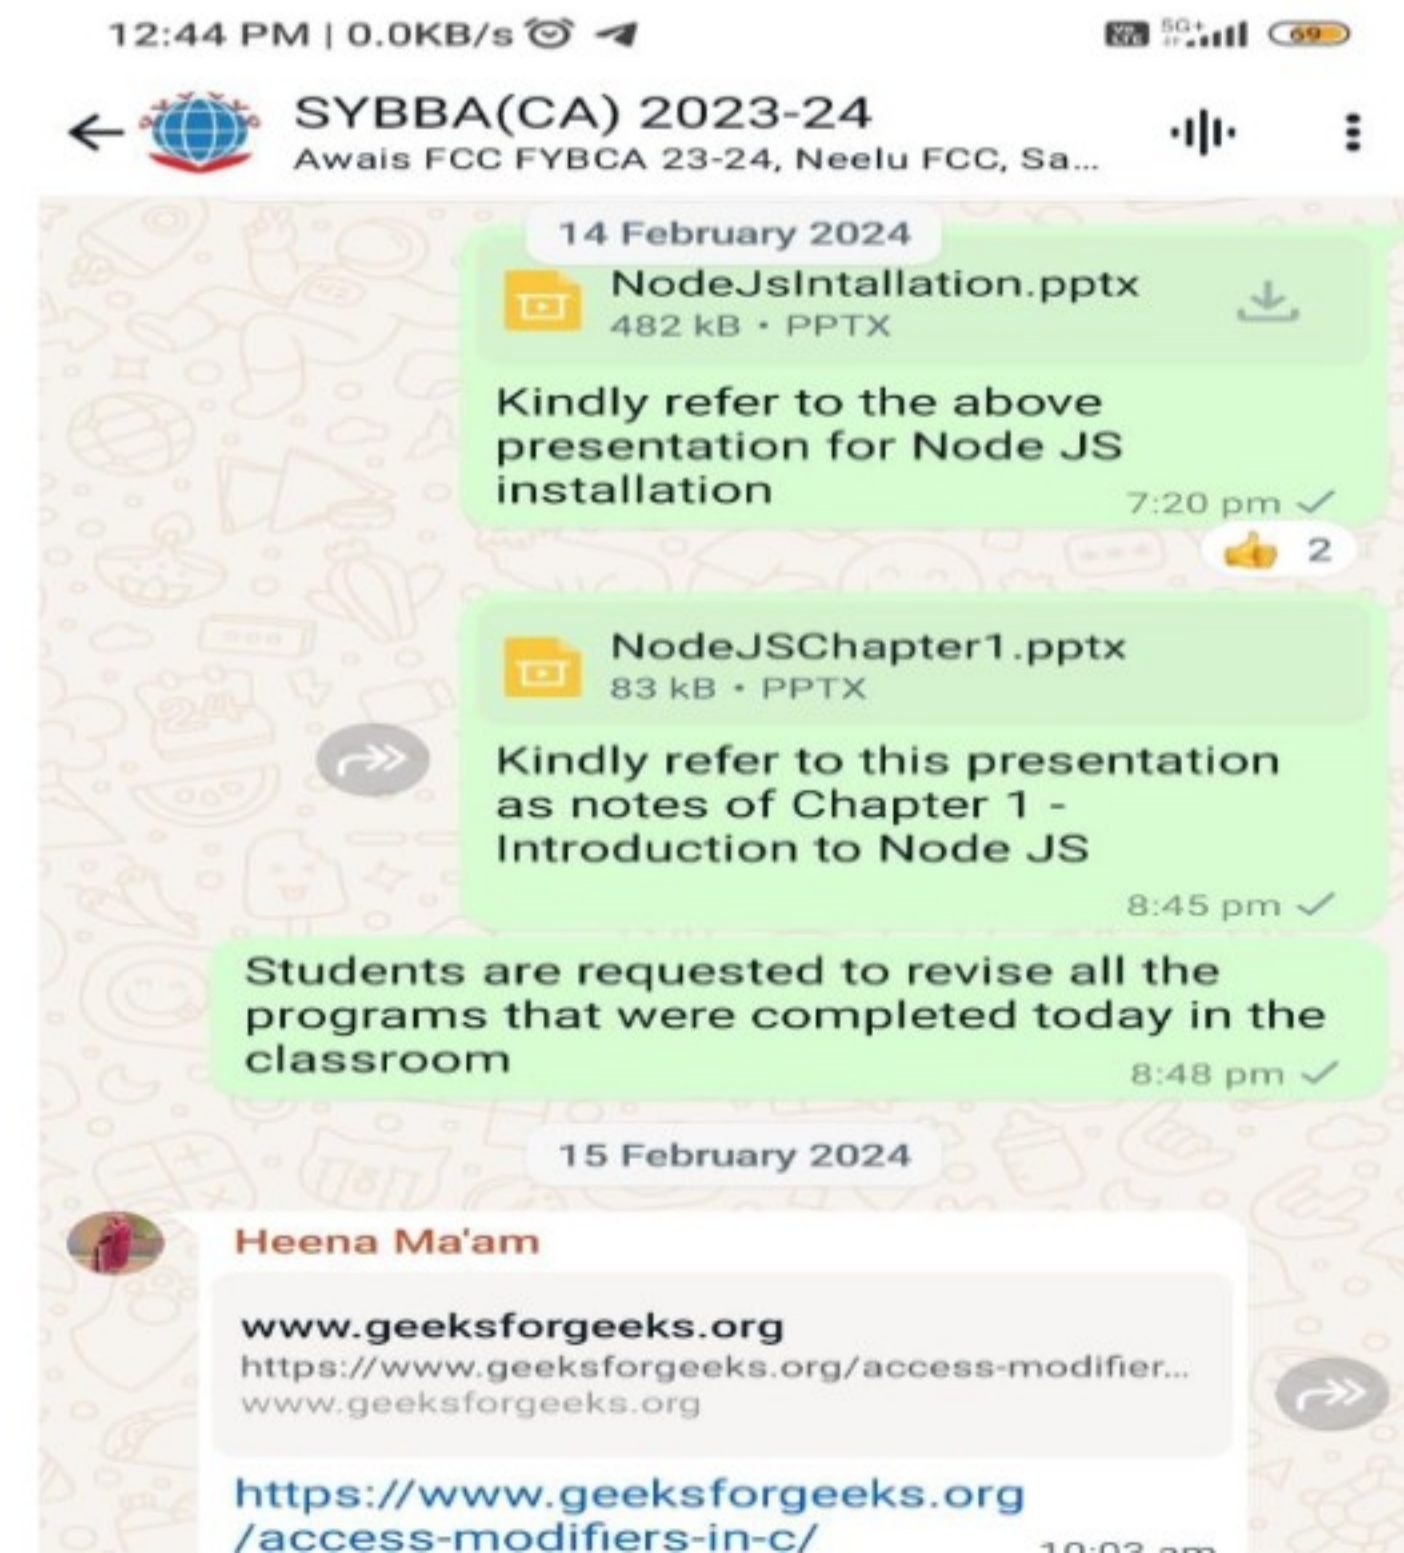 12:44 PM | 0.0KB/s
5G+
69
SYBBA(CA) 2023-24
Awais FCC FYBCA 23-24, Neelu FCC, Sa...
14 February 2024
NodeJsIntallation.pptx
482 kB • PPTX
Kindly refer to the above
presentation for Node JS
installation
7:20 pm
2
NodeJSChapter1.pptx
83 kB • PPTX
Kindly refer to this presentation
as notes of Chapter 1 -
Introduction to Node JS
8:45 pm
Students are requested to revise all the
programs that were completed today in the
classroom
8:48 pm
15 February 2024
Heena Ma'am
www.geeksforgeeks.org
https://www.geeksforgeeks.org/access-modifier...
www.geeksforgeeks.org
https://www.geeksforgeeks.org
/access-modifiers-in-c/
10:03 am